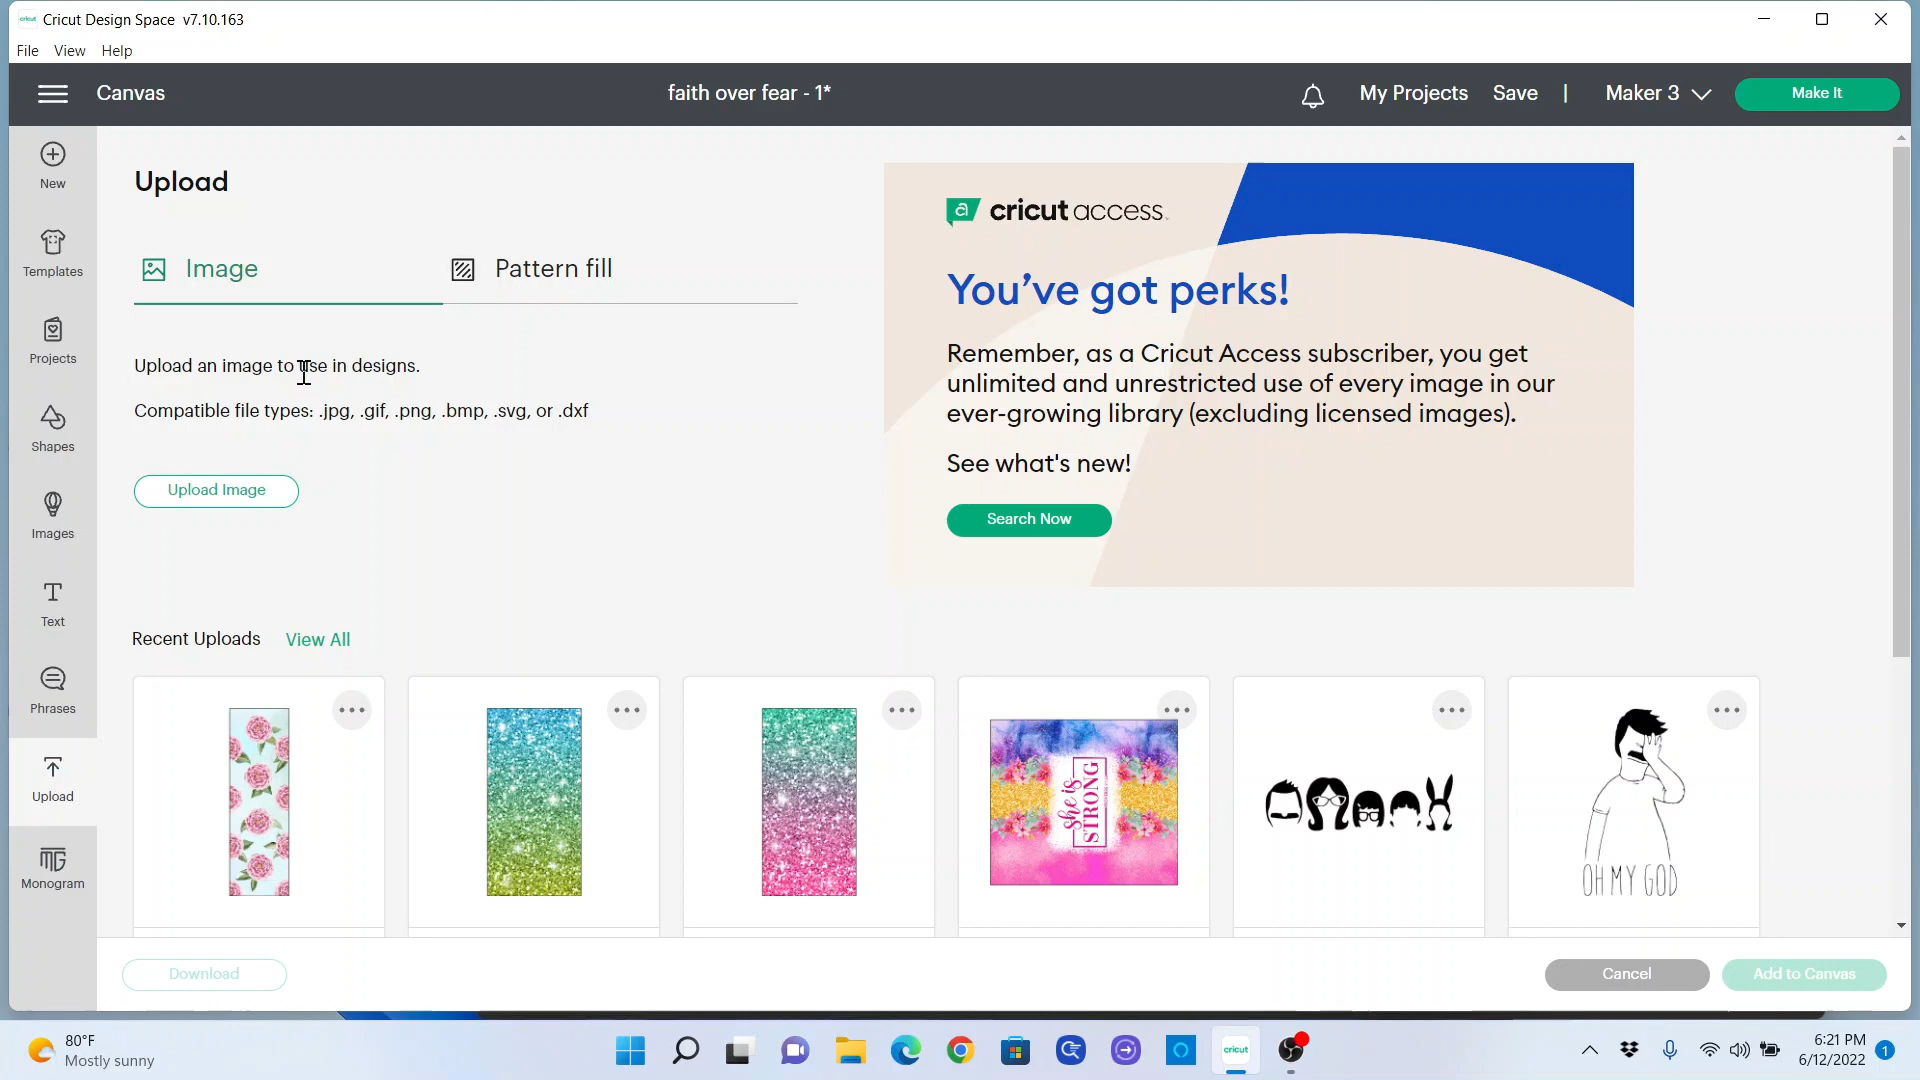 cricut Cricut Design Space v7.10.163
File View Help
Canvas
faith over fear - 1*
My Projects Save | Maker 3
Make It
New
Templates
Projects
Shapes
Images
Text
Phrases
Upload
Monogram
Upload
Image
Pattern fill
Upload an image to use in designs.
Compatible file types: .jpg, .gif, .png, .bmp, .svg, or .dxf
Upload Image
a cricut access
You've got perks!
Remember, as a Cricut Access subscriber, you get
unlimited and unrestricted use of every image in our
ever-growing library (excluding licensed images).
See what's new!
Search Now
Recent Uploads View All
she is
STRONG
OH MY GOD
Download
Cancel
Add to Canvas
80°F
Mostly sunny
cricut
6:21 PM
6/12/2022
1